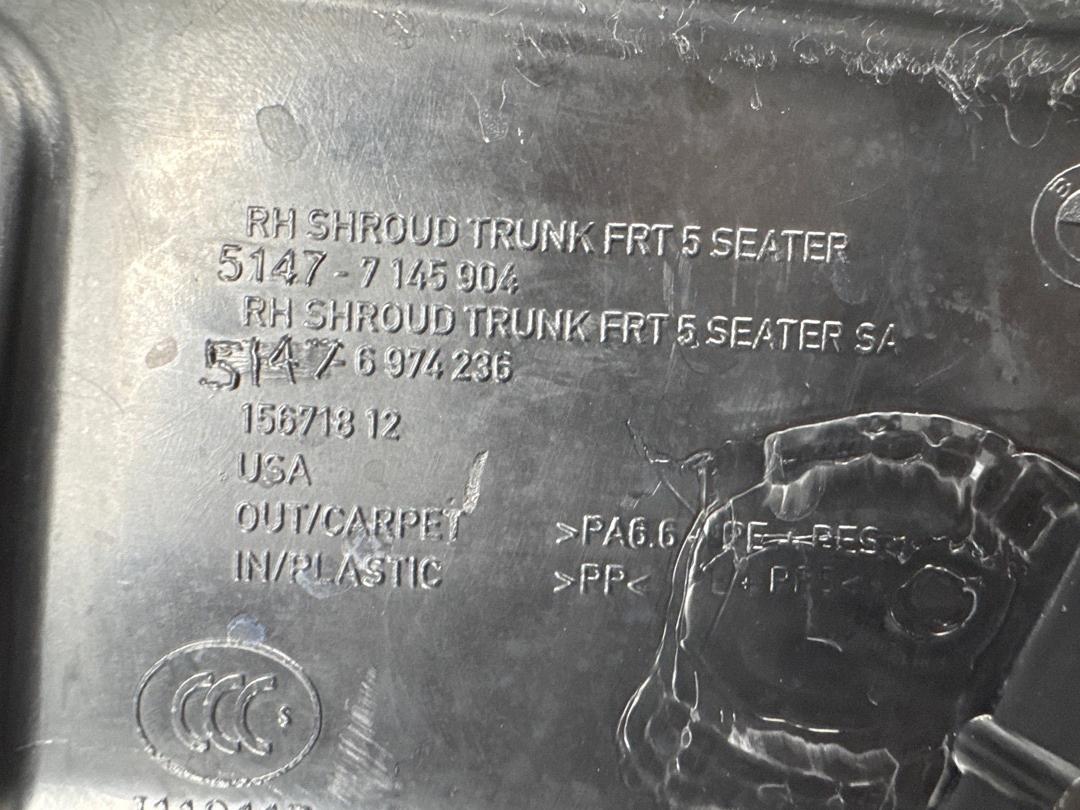 RH SHROUD TRUNK FRT 5 SEATER
5147 - 7 145 904
RH SHROUD TRUNK FRT 5 SEATER SA
5147 6 974 236
156718 12
USA
OUT/CARPET >PA6.6
IN/PLASTIC >PP<
CCC S